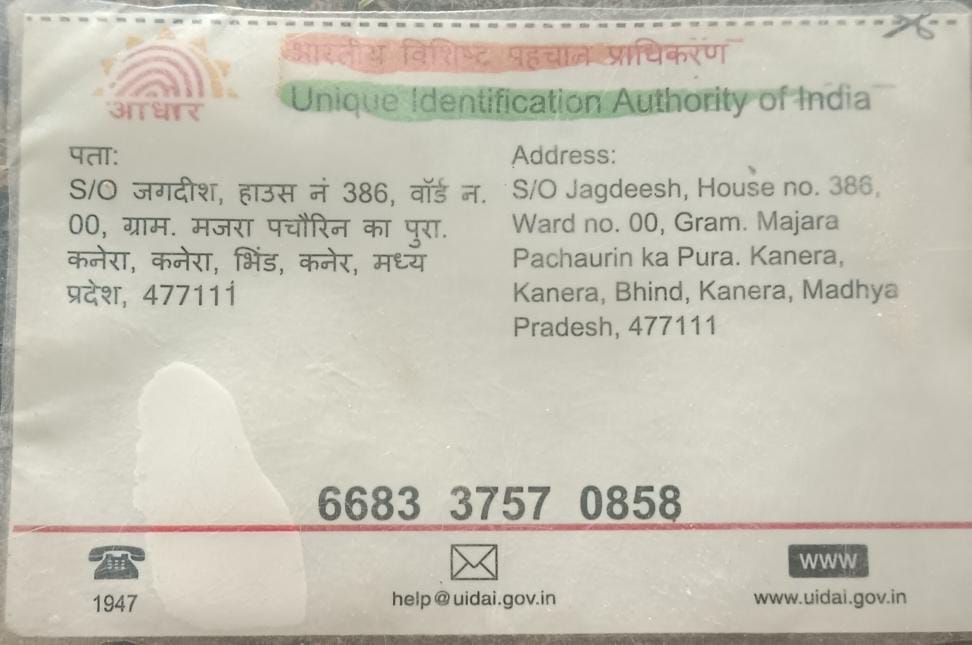 भारतीय विशिष्ट पहचान प्राधिकरण
Unique Identification Authority of India
आधार
पता:
S/O जगदीश, हाउस नं 386, वॉर्ड न.
00, ग्राम. मजरा पचौरिन का पुरा.
कनेरा, कनेरा, भिंड, कनेर, मध्य
प्रदेश, 477111
Address:
S/O Jagdeesh, House no. 386,
Ward no. 00, Gram. Majara
Pachaurin ka Pura. Kanera,
Kanera, Bhind, Kanera, Madhya
Pradesh, 477111
6683 3757 0858
1947
help@uidai.gov.in
www
www.uidai.gov.in